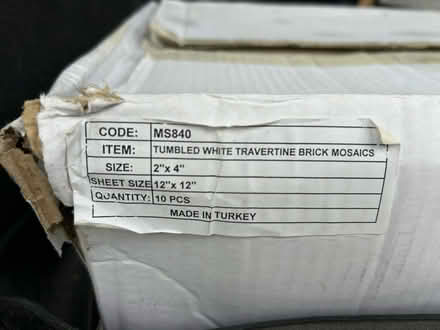 CODE: MS840
ITEM: TUMBLED WHITE TRAVERTINE BRICK MOSAICS
SIZE: 2"x 4"
SHEET SIZE: 12"x 12"
QUANTITY: 10 PCS
MADE IN TURKEY